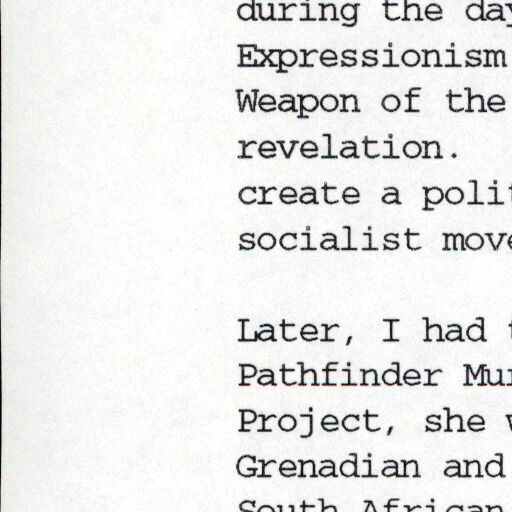 during the day
Expressionism
Weapon of the
revelation.
create a polit
socialist move
Later, I had t
Pathfinder Mur
Project, she w
Grenadian and
South African